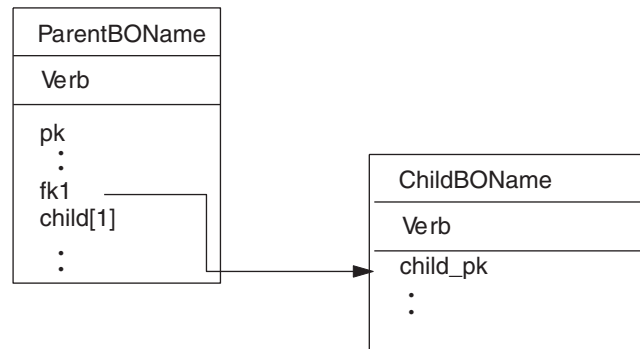 ParentBOName
Verb
pk
fk1
child[1]
ChildBOName
Verb
child_pk